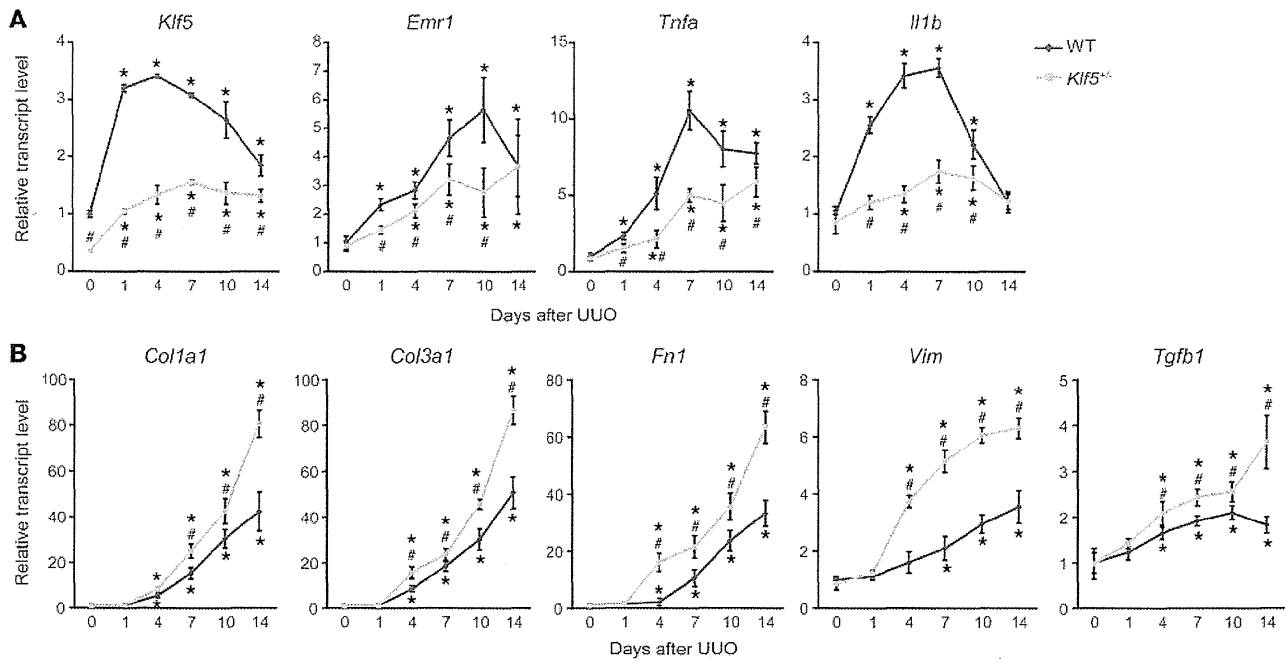 A
Klf5
Emr1
Tnfa
Il1b
WT
Klf5+/-
Relative transcript level
4
3
2
1
0
8
7
6
5
4
3
2
1
0
15
10
5
0
4
3
2
1
0
* * * * *
# * # * # * # * # * #
* * * * *
# * # * # * # *
* * * * *
# *# * # * # * #
* * * *
# * # * # * #
0 1 4 7 10 14
0 1 4 7 10 14
0 1 4 7 10 14
0 1 4 7 10 14
Days after UUO
B
Col1a1
Col3a1
Fn1
Vim
Tgfb1
Relative transcript level
100
80
60
40
20
0
100
80
60
40
20
0
80
60
40
20
0
8
6
4
2
0
5
4
3
2
1
0
* * # * # * #
* * * *
* # * # * # * #
* * * *
* # * # * # * #
* * * *
* # * # * # * #
* * *
* # * # * # * #
* * * *
0 1 4 7 10 14
0 1 4 7 10 14
0 1 4 7 10 14
0 1 4 7 10 14
0 1 4 7 10 14
Days after UUO